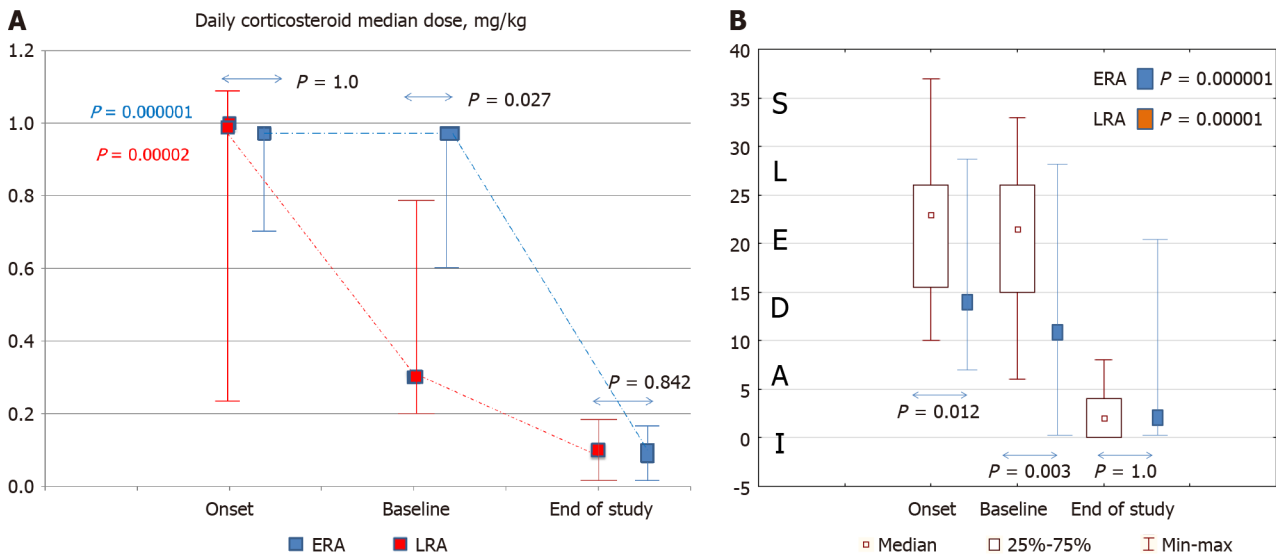 A
Daily corticosteroid median dose, mg/kg
1.2
1.0
0.8
0.6
0.4
0.2
0.0
P = 1.0
P = 0.027
P = 0.000001
P = 0.00002
P = 0.842
Onset Baseline End of study
ERA LRA
B
40
35
30
25
20
15
10
5
0
-5
S
L
E
D
A
I
ERA P = 0.000001
LRA P = 0.00001
P = 0.012
P = 0.003 P = 1.0
Onset Baseline End of study
Median 25%-75% Min-max